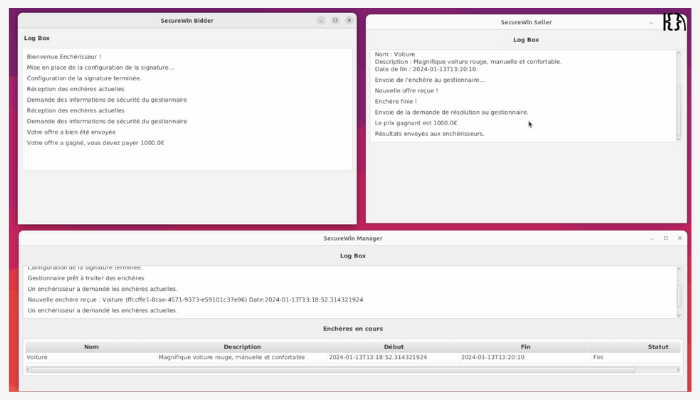 SecureWin Bidder
Log Box
Bienvenue Enchérisseur !
Mise en place de la configuration de la signature...
Configuration de la signature terminée.
Réception des enchères actuelles
Demande des informations de sécurité du gestionnaire
Réception des enchères actuelles
Demande des informations de sécurité du gestionnaire
Votre offre a bien été envoyée
Votre offre a gagné, vous devez payer 1000.0€
SecureWin Seller
Log Box
Nom : Voiture
Description : Magnifique voiture rouge, manuelle et confortable.
Date de fin : 2024-01-13T13:20:10.
Envoie de l'enchère au gestionnaire...
Nouvelle offre reçue !
Enchère finie !
Envoie de la demande de résolution au gestionnaire.
Le prix gagnant est 1000.0€
Résultats envoyés aux enchérisseurs.
SecureWin Manager
Log Box
Configuration de la signature terminée.
Gestionnaire prêt à traiter des enchères
Un enchérisseur a demandé les enchères actuelles.
Nouvelle enchère reçue : Voiture (ffccffe1-8cae-4571-9373-e59101c37e96) Date:2024-01-13T13:18:52.314321924
Un enchérisseur a demandé les enchères actuelles.
Enchères en cours
Nom Description Début Fin Statut
Voiture Magnifique voiture rouge, manuelle et confortable 2024-01-13T13:18:52.314321924 2024-01-13T13:20:10 Fini